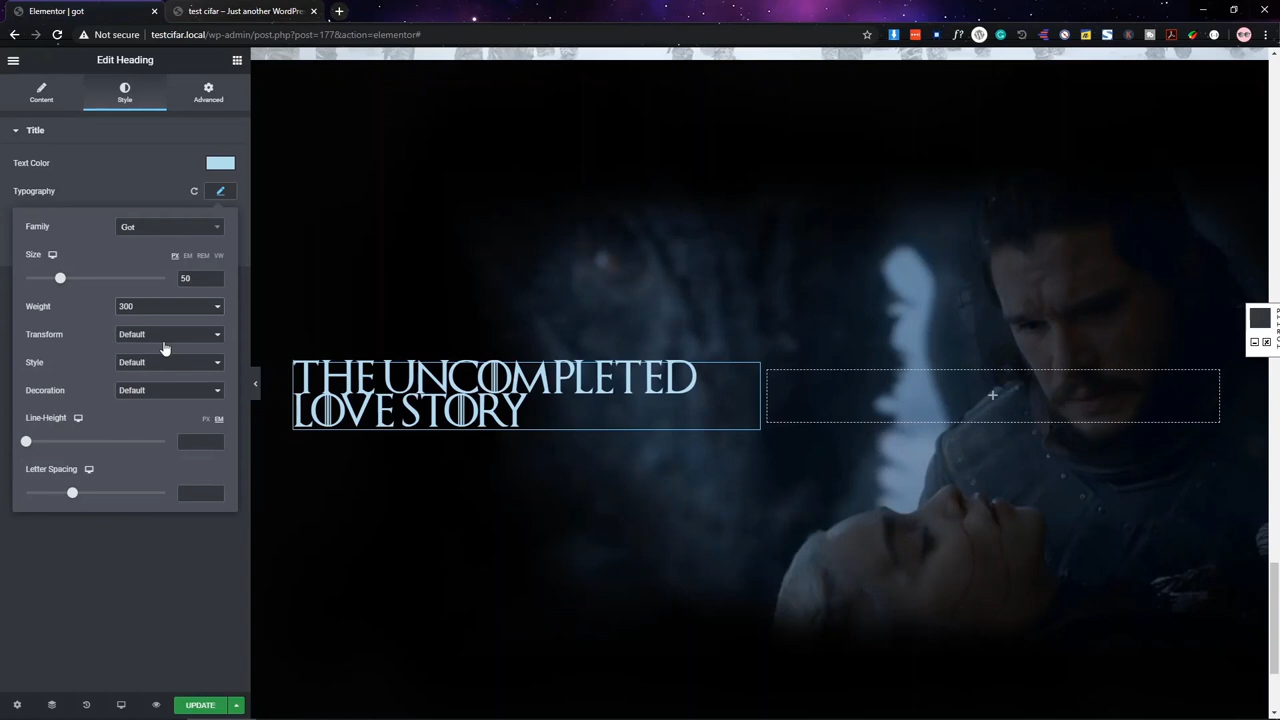 Elementor | got
test cifar – Just another WordPre
Not secure
testcifar.local/wp-admin/post.php?post=177&action=elementor#
Edit Heading
Content
Style
Advanced
Title
Text Color
Typography
Family
Got
Size
PX EM REM VW
50
Weight
300
Transform
Default
Style
Default
Decoration
Default
Line-Height
PX EM
Letter Spacing
UPDATE
THE UNCOMPLETED
LOVE STORY